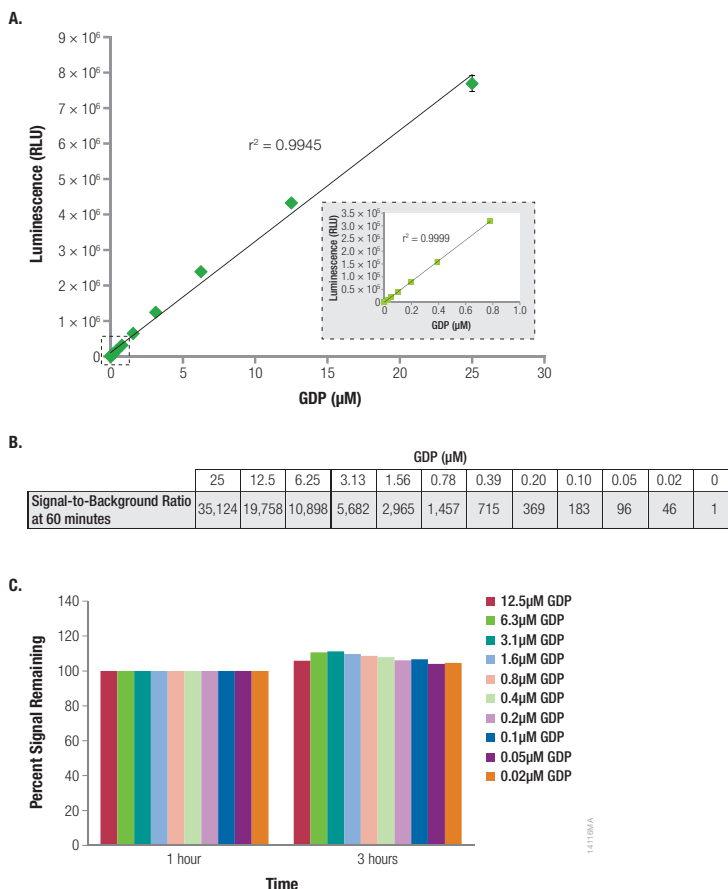 A.
9 × 10⁶
8 × 10⁶
7 × 10⁶
6 × 10⁶
5 × 10⁶
4 × 10⁶
3 × 10⁶
2 × 10⁶
1 × 10⁶
0
Luminescence (RLU)
r² = 0.9945
0 5 10 15 20 25 30
GDP (µM)
3.5 × 10⁵
3.0 × 10⁵
2.5 × 10⁵
2.0 × 10⁵
1.5 × 10⁵
1.0 × 10⁵
0.5 × 10⁵
0
Luminescence (RLU)
r² = 0.9999
0 0.2 0.4 0.6 0.8 1.0
GDP (µM)
B.
GDP (µM)
25 12.5 6.25 3.13 1.56 0.78 0.39 0.20 0.10 0.05 0.02 0
Signal-to-Background Ratio
at 60 minutes
35,124 19,758 10,898 5,682 2,965 1,457 715 369 183 96 46 1
C.
140
120
100
80
60
40
20
0
Percent Signal Remaining
1 hour 3 hours
Time
12.5µM GDP
6.3µM GDP
3.1µM GDP
1.6µM GDP
0.8µM GDP
0.4µM GDP
0.2µM GDP
0.1µM GDP
0.05µM GDP
0.02µM GDP
14116MA